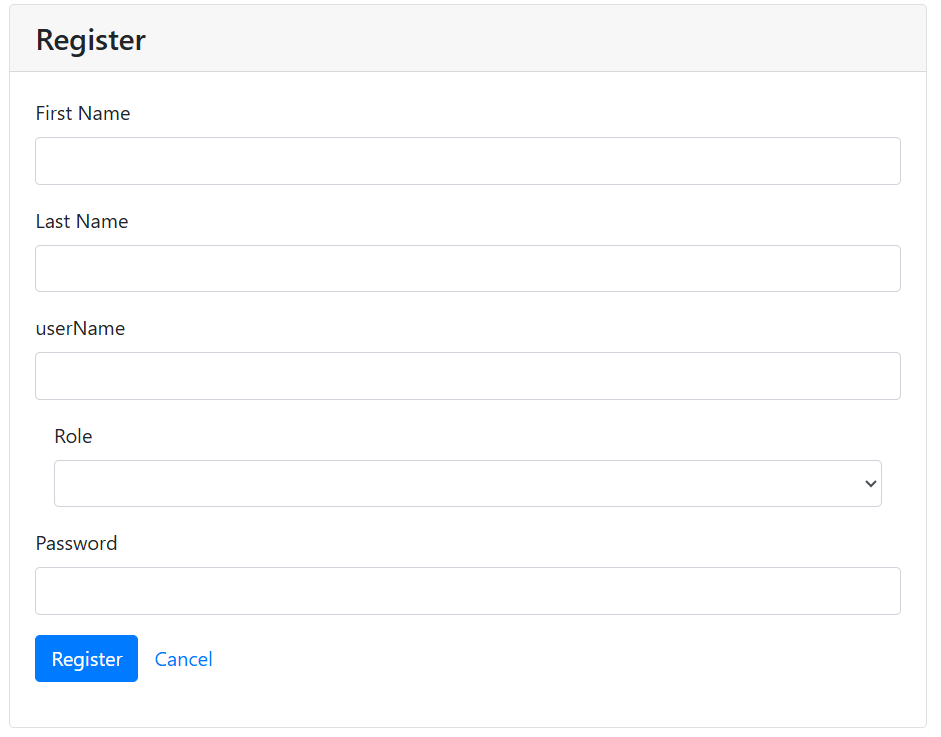 Register
First Name
Last Name
userName
Role
Password
Register Cancel